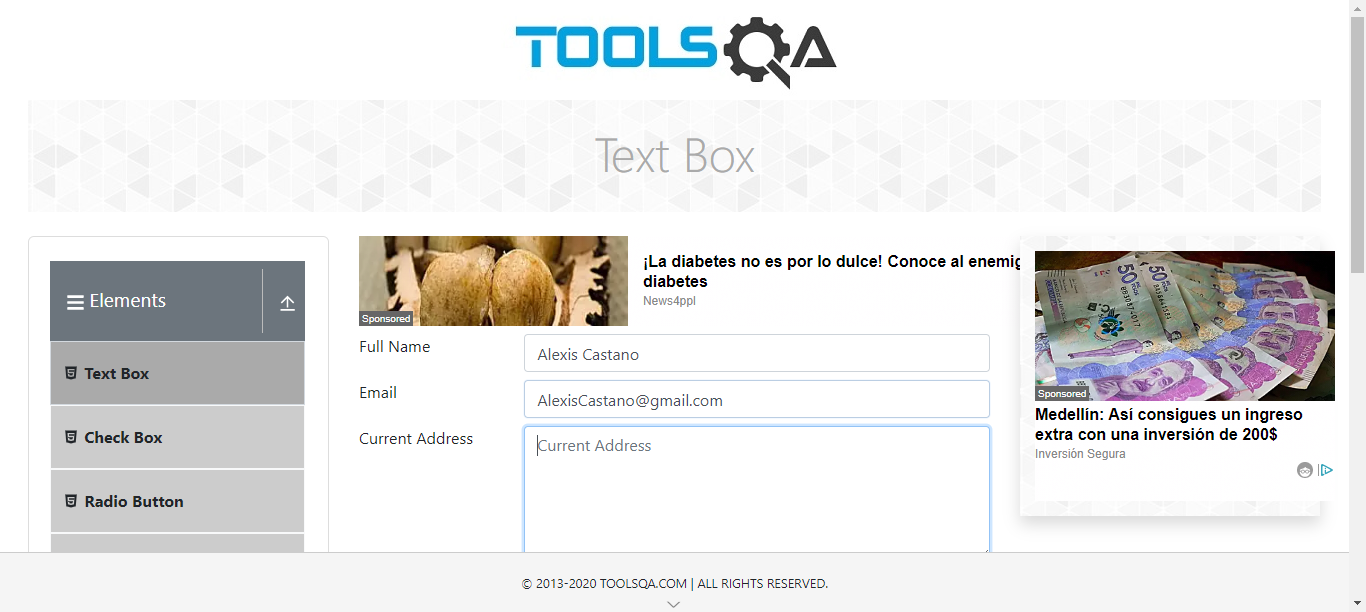 TOOLSQA
Text Box
Elements
Text Box
Check Box
Radio Button
Sponsored
¡La diabetes no es por lo dulce! Conoce al enemig
diabetes
News4ppl
Full Name
Alexis Castano
Email
AlexisCastano@gmail.com
Current Address
Current Address
Sponsored
Medellín: Así consigues un ingreso
extra con una inversión de 200$
Inversión Segura
© 2013-2020 TOOLSQA.COM | ALL RIGHTS RESERVED.